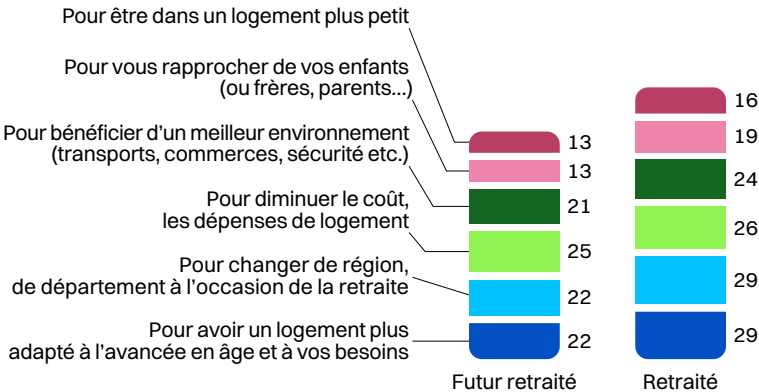 Pour être dans un logement plus petit
Pour vous rapprocher de vos enfants
(ou frères, parents...)
Pour bénéficier d'un meilleur environnement
(transports, commerces, sécurité etc.)
Pour diminuer le coût,
les dépenses de logement
Pour changer de région,
de département à l'occasion de la retraite
Pour avoir un logement plus
adapté à l'avancée en âge et à vos besoins
13
13
21
25
22
22
Futur retraité
16
19
24
26
29
29
Retraité